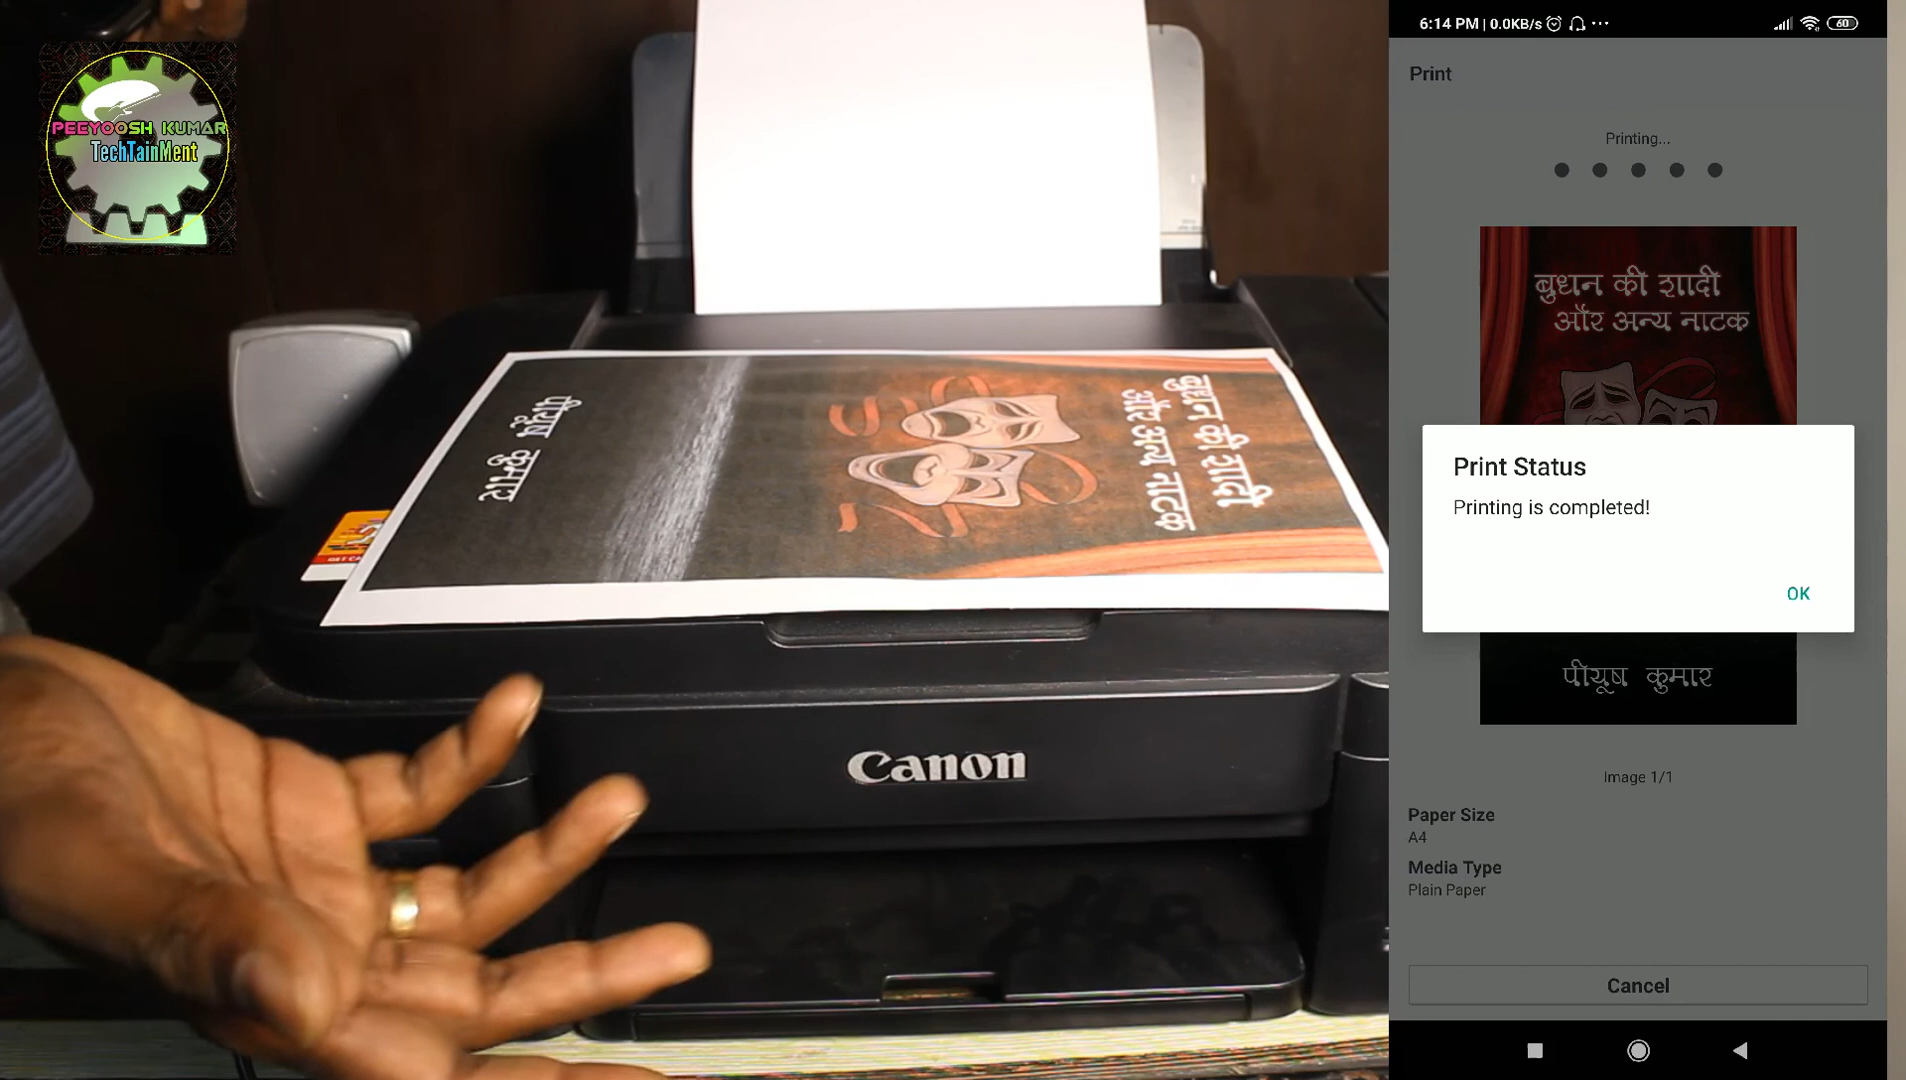 PEEYOOSH KUMAR
TechTainMent
बुधन की शादी
और अन्य नाटक
पीयूष कुमार
Canon
6:14 PM | 0.0KB/s
60
Print
Printing...
बुधन की शादी
और अन्य नाटक
Print Status
Printing is completed!
OK
पीयूष कुमार
Image 1/1
Paper Size
A4
Media Type
Plain Paper
Cancel